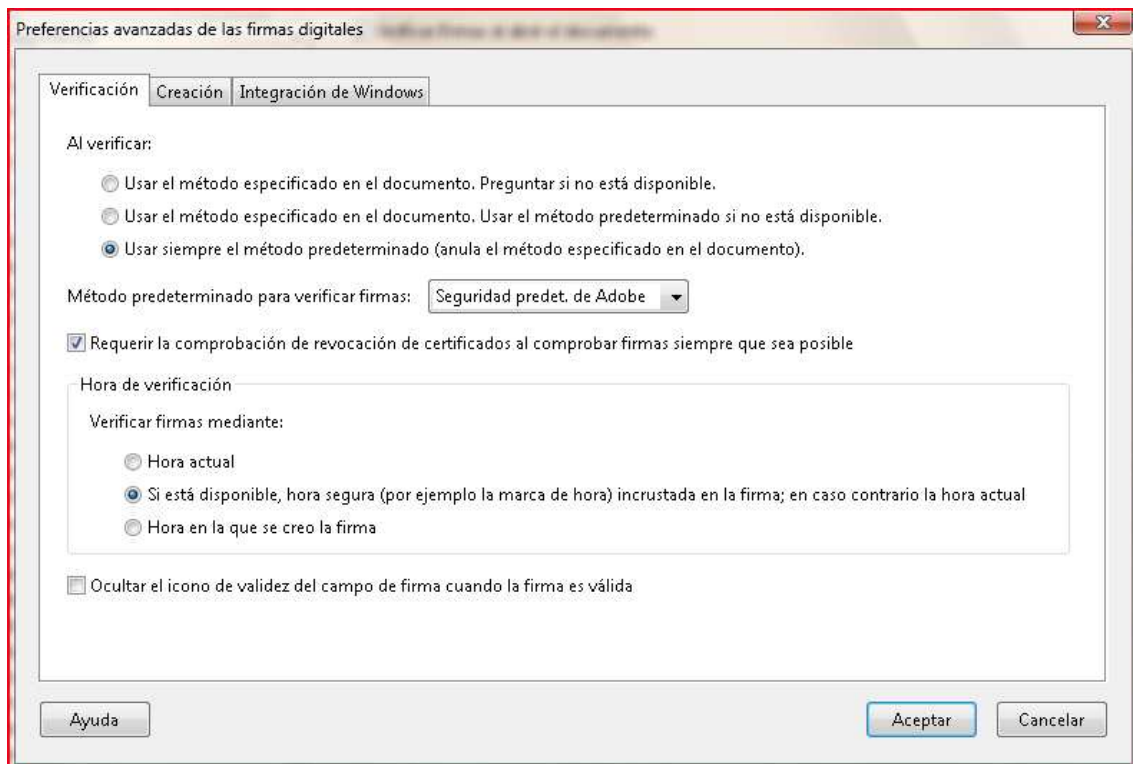 Preferencias avanzadas de las firmas digitales
Verificación
Creación
Integración de Windows
Al verificar:
Usar el método especificado en el documento. Preguntar si no está disponible.
Usar el método especificado en el documento. Usar el método predeterminado si no está disponible.
Usar siempre el método predeterminado (anula el método especificado en el documento).
Método predeterminado para verificar firmas: Seguridad predet. de Adobe
Requerir la comprobación de revocación de certificados al comprobar firmas siempre que sea posible
Hora de verificación
Verificar firmas mediante:
Hora actual
Si está disponible, hora segura (por ejemplo la marca de hora) incrustada en la firma; en caso contrario la hora actual
Hora en la que se creo la firma
Ocultar el icono de validez del campo de firma cuando la firma es válida
Ayuda
Aceptar
Cancelar